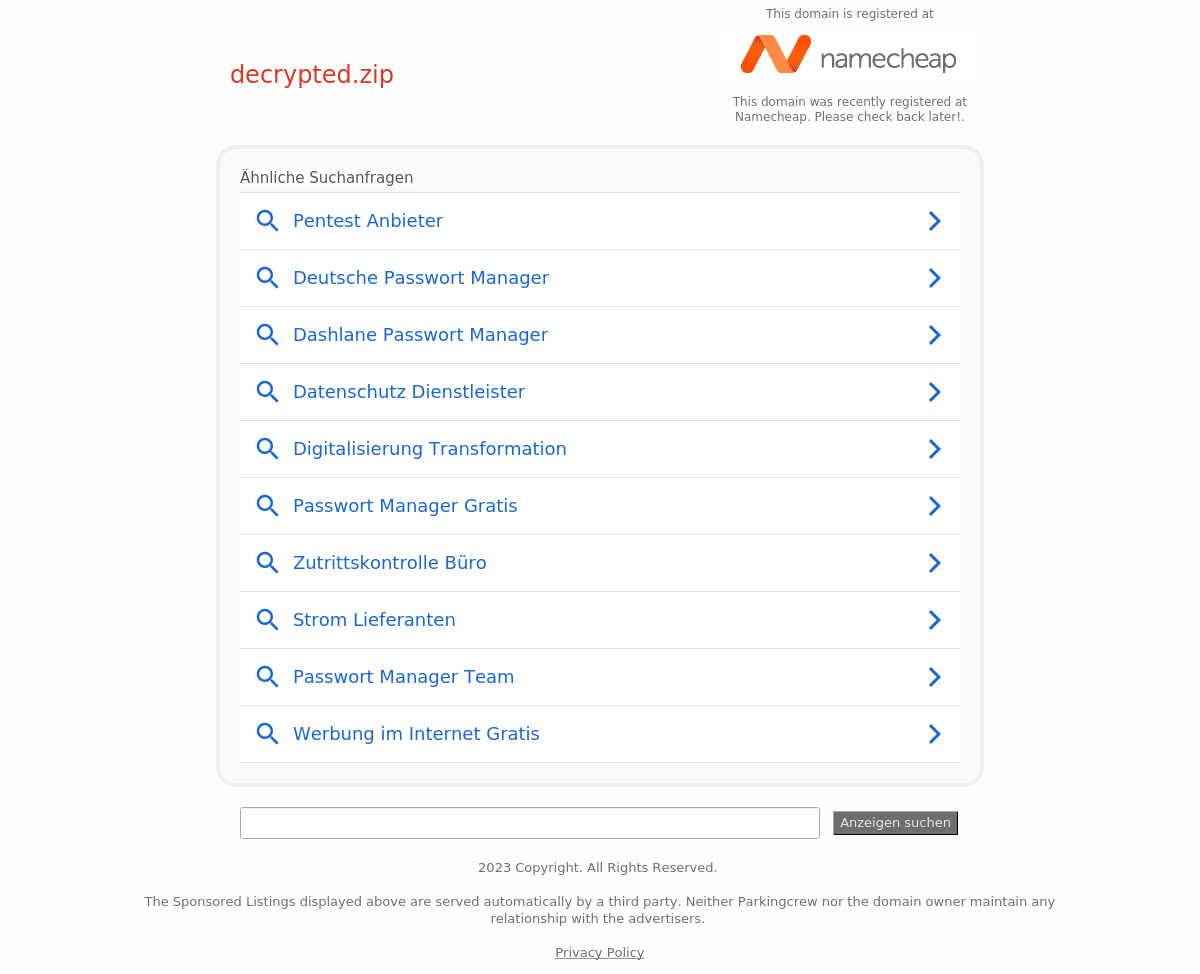 This domain is registered at
namecheap
decrypted.zip
This domain was recently registered at
Namecheap. Please check back later!.
Ähnliche Suchanfragen
Pentest Anbieter
Deutsche Passwort Manager
Dashlane Passwort Manager
Datenschutz Dienstleister
Digitalisierung Transformation
Passwort Manager Gratis
Zutrittskontrolle Büro
Strom Lieferanten
Passwort Manager Team
Werbung im Internet Gratis
Anzeigen suchen
2023 Copyright. All Rights Reserved.
The Sponsored Listings displayed above are served automatically by a third party. Neither Parkingcrew nor the domain owner maintain any
relationship with the advertisers.
Privacy Policy